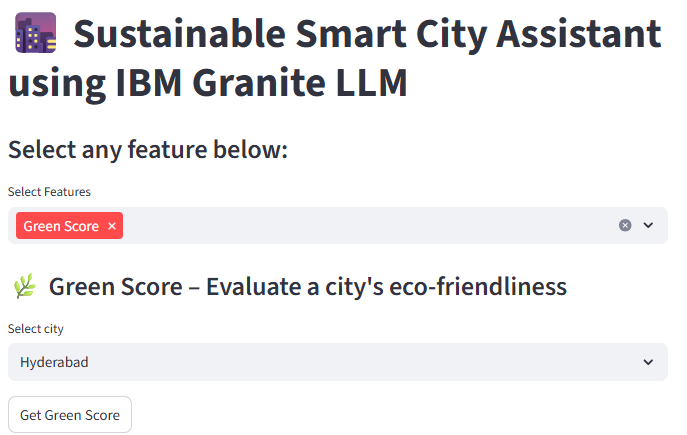 Sustainable Smart City Assistant
using IBM Granite LLM
Select any feature below:
Select Features
Green Score ×
Green Score – Evaluate a city's eco-friendliness
Select city
Hyderabad
Get Green Score